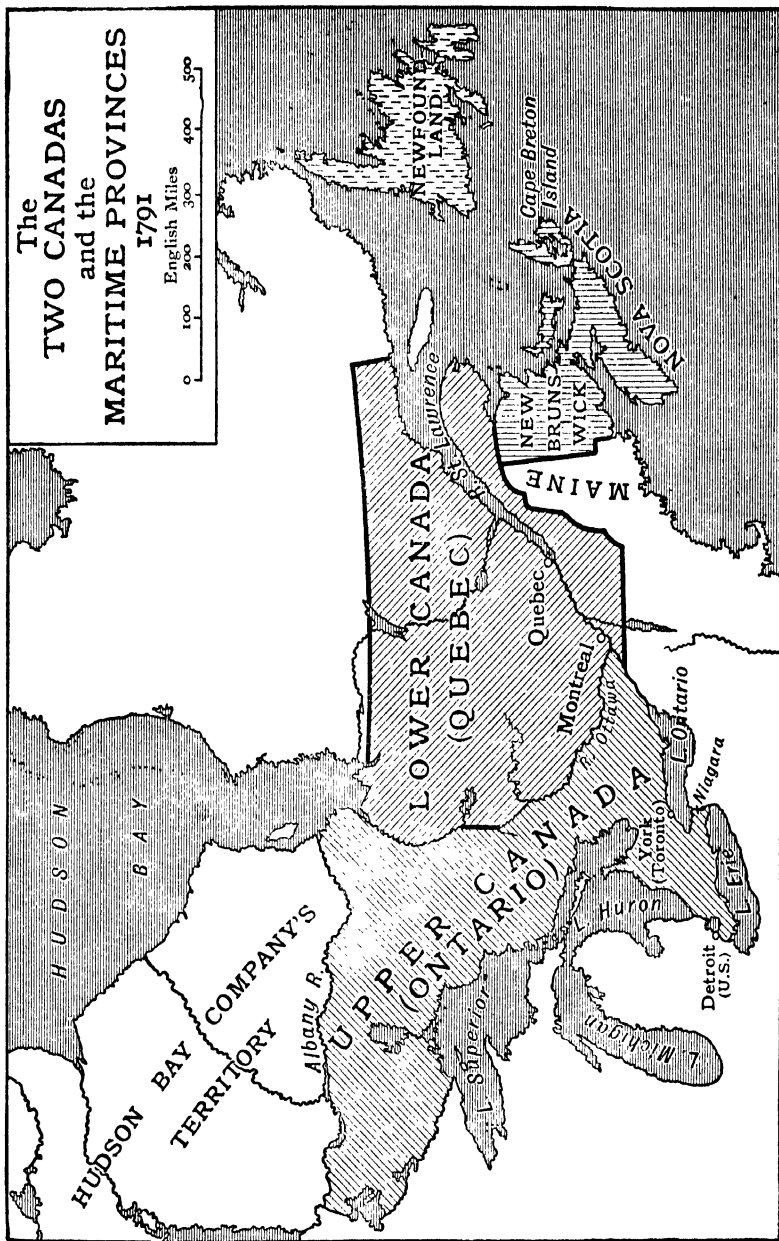 The
TWO CANADAS
and the
MARITIME PROVINCES
1791
English Miles
0 100 200 300 400 500
HUDSON
BAY
HUDSON BAY COMPANY'S
TERRITORY
Albany R.
UPPER CANADA
(ONTARIO)
LOWER CANADA
(QUEBEC)
R. St. Lawrence
NEWFOUND
LAND
Cape Breton
Island
NOVA SCOTIA
NEW
BRUNS
WICK
MAINE
Quebec
Montreal
R. Ottawa
L. Ontario
Niagara
York
(Toronto)
L. Erie
L. Huron
Detroit
(U.S.)
L. Superior
L. Michigan